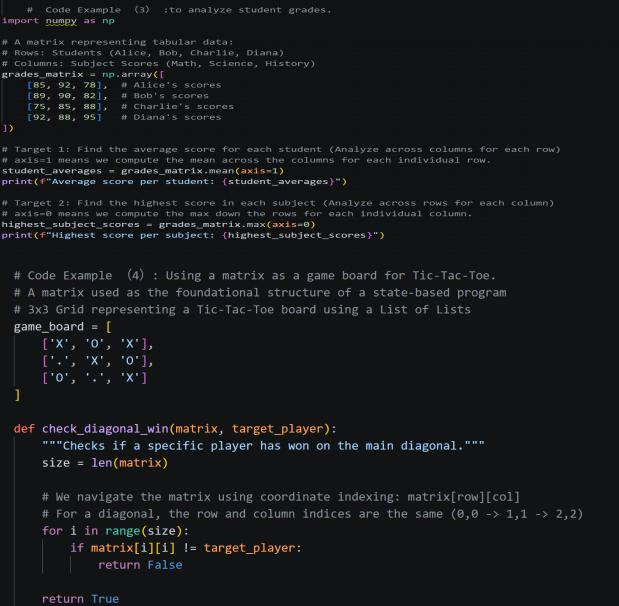 # Code Example （3） :to analyze student grades.
import numpy as np
# A matrix representing tabular data:
# Rows: Students (Alice, Bob, Charlie, Diana)
# Columns: Subject Scores (Math, Science, History)
grades_matrix = np.array([
    [85, 92, 78],  # Alice's scores
    [89, 90, 82],  # Bob's scores
    [75, 85, 88],  # Charlie's scores
    [92, 88, 95]   # Diana's scores
])
# Target 1: Find the average score for each student (Analyze across columns for each row)
# axis=1 means we compute the mean across the columns for each individual row.
student_averages = grades_matrix.mean(axis=1)
print(f"Average score per student: {student_averages}")
# Target 2: Find the highest score in each subject (Analyze across rows for each column)
# axis=0 means we compute the max down the rows for each individual column.
highest_subject_scores = grades_matrix.max(axis=0)
print(f"Highest score per subject: {highest_subject_scores}")
# Code Example （4）: Using a matrix as a game board for Tic-Tac-Toe.
# A matrix used as the foundational structure of a state-based program
# 3x3 Grid representing a Tic-Tac-Toe board using a List of Lists
game_board = [
    ['X', 'O', 'X'],
    ['.', 'X', 'O'],
    ['O', '.', 'X']
]
def check_diagonal_win(matrix, target_player):
    """Checks if a specific player has won on the main diagonal."""
    size = len(matrix)
    # We navigate the matrix using coordinate indexing: matrix[row][col]
    # For a diagonal, the row and column indices are the same (0,0 -> 1,1 -> 2,2)
    for i in range(size):
        if matrix[i][i] != target_player:
            return False
    return True